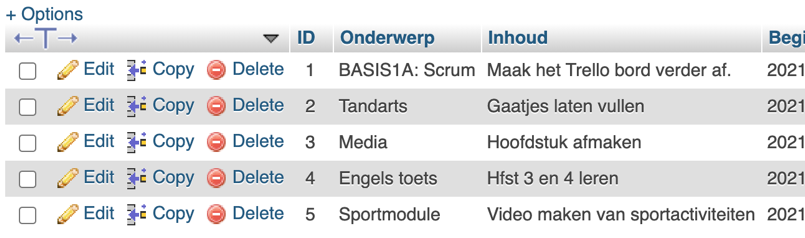 + Options
ID Onderwerp Inhoud Begi
Edit Copy Delete 1 BASIS1A: Scrum Maak het Trello bord verder af. 2021
Edit Copy Delete 2 Tandarts Gaatjes laten vullen 2021
Edit Copy Delete 3 Media Hoofdstuk afmaken 2021
Edit Copy Delete 4 Engels toets Hfst 3 en 4 leren 2021
Edit Copy Delete 5 Sportmodule Video maken van sportactiviteiten 2021